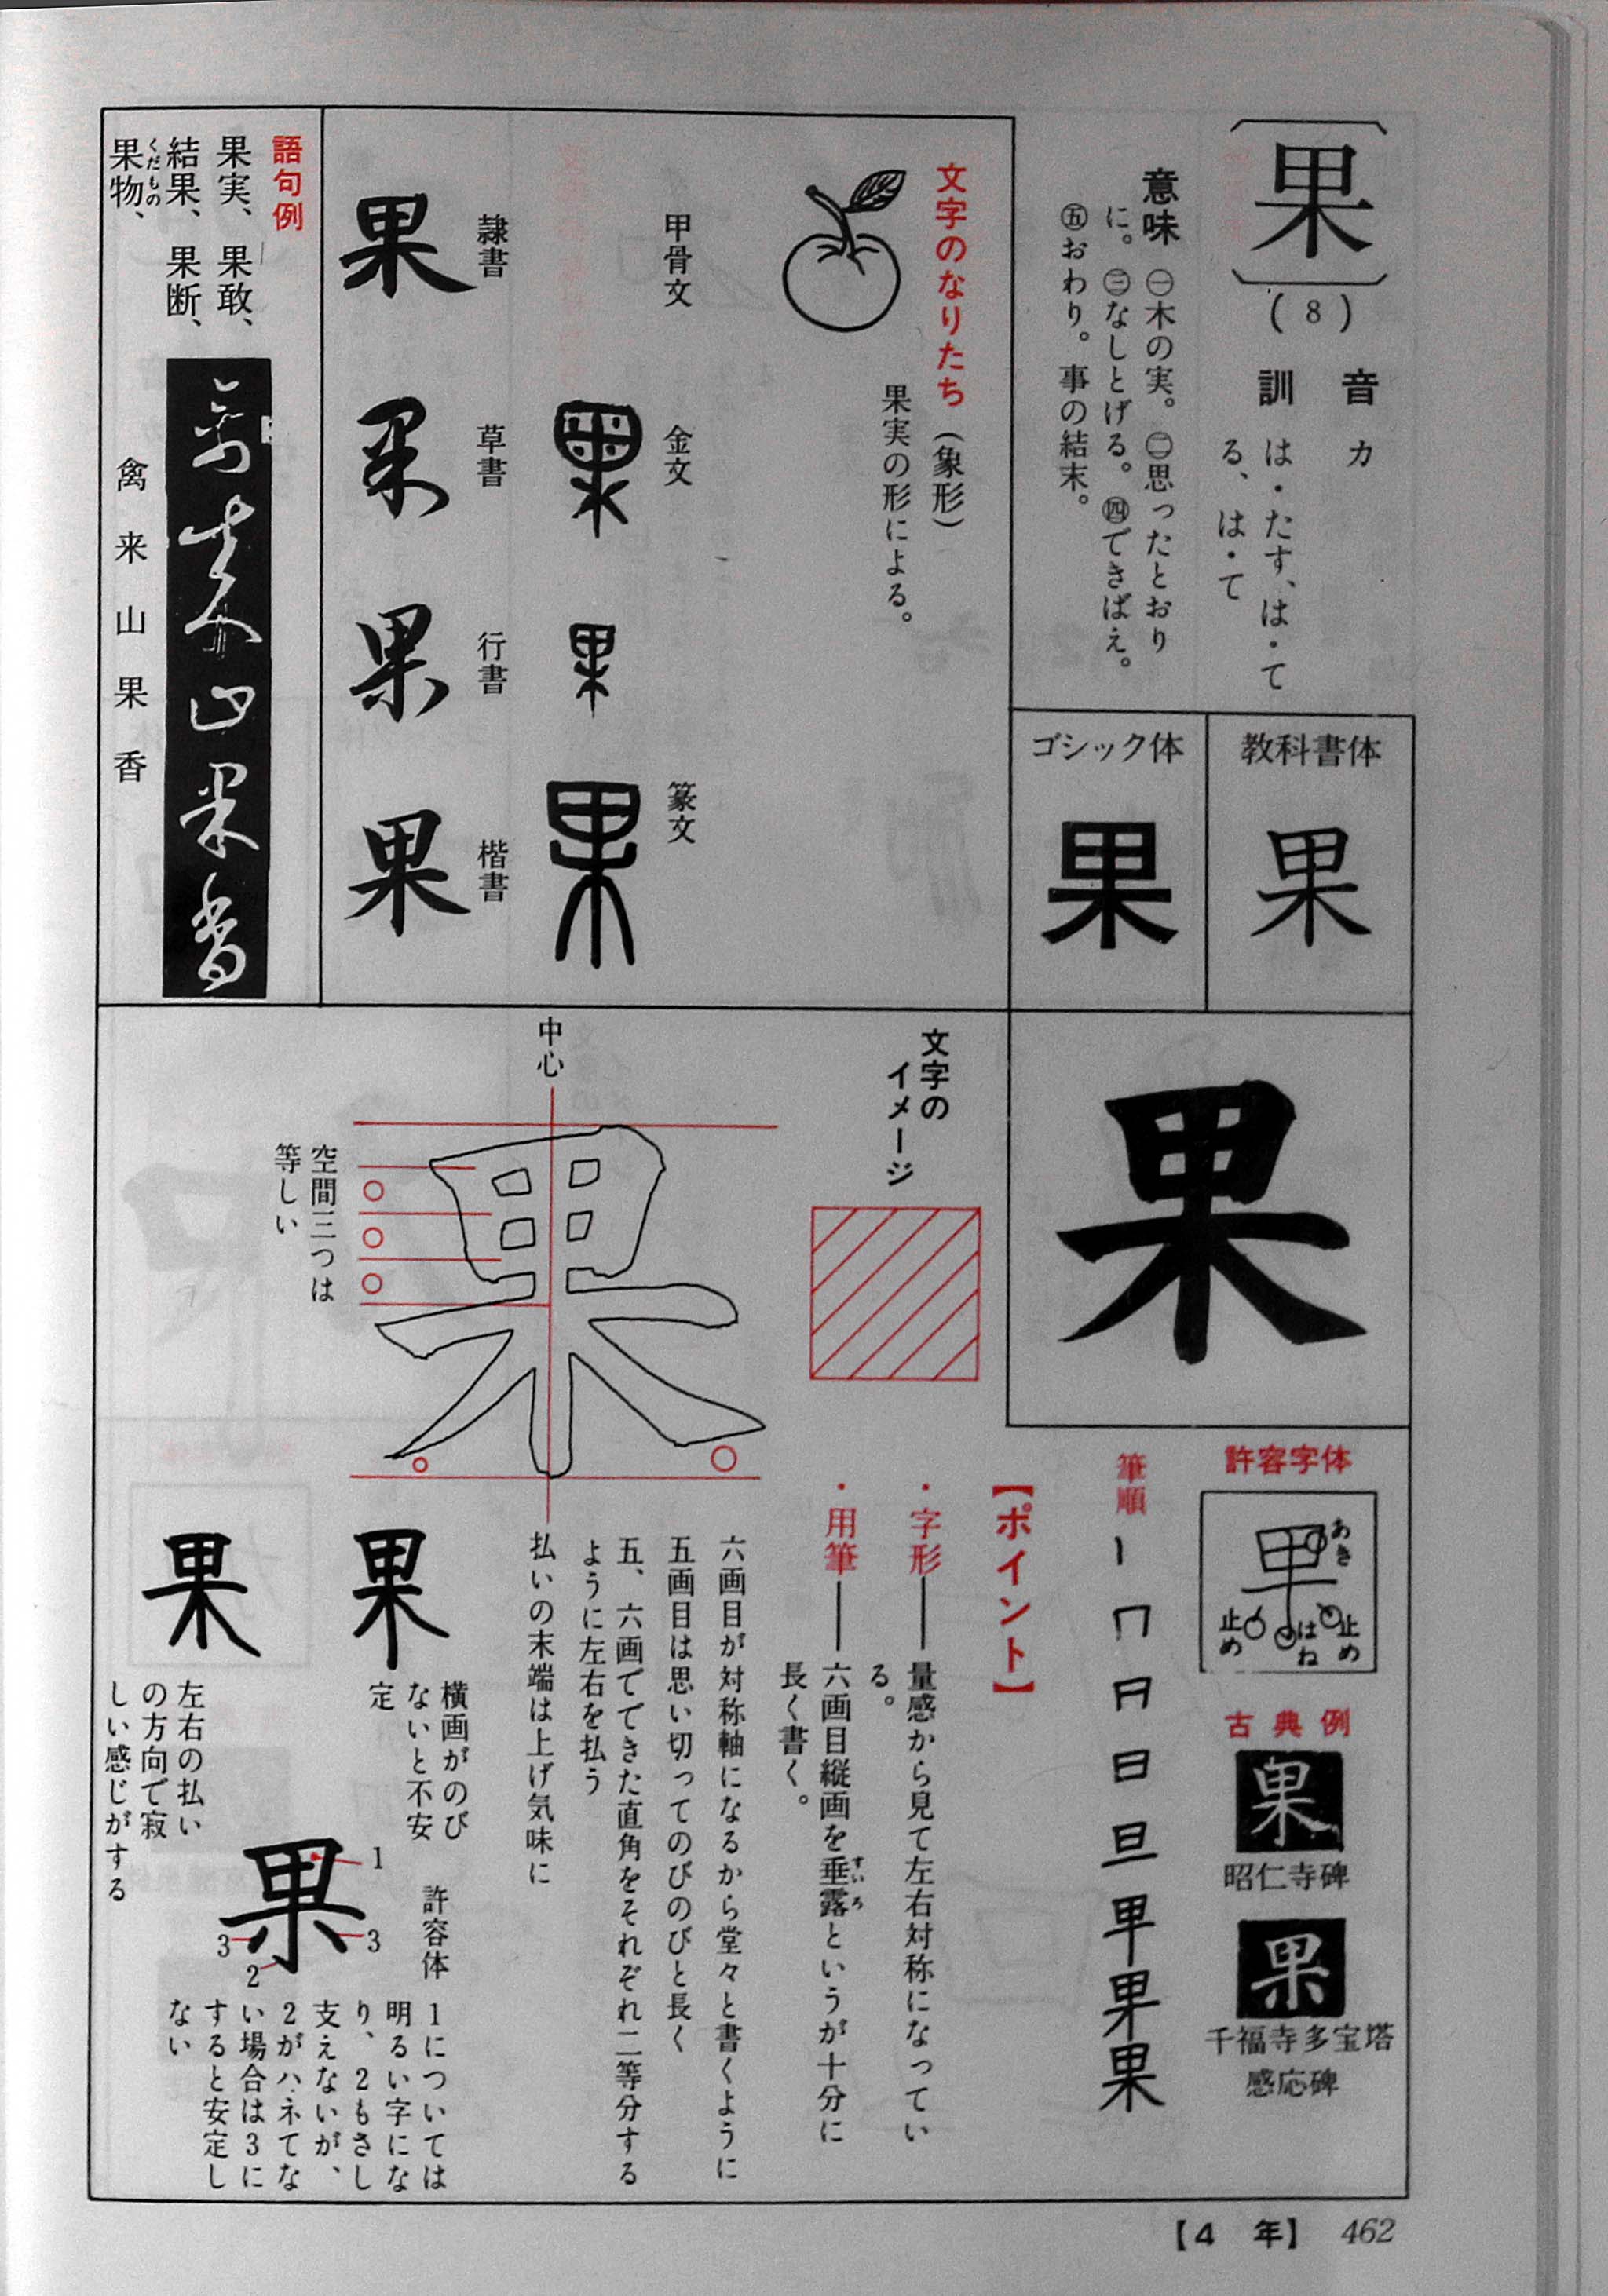 〔果〕(8)
音 カ
訓 は・たす、は・て
る、は・て
意味 ㊀木の実。㊁思ったとおり
に。㊂なしとげる。㊃できばえ。
㊄おわり。事の結末。
教科書体
果
ゴシック体
果
文字のなりたち(象形)
果実の形による。
甲骨文
金文
篆文
果
隷書
果
草書
果
行書
果
楷書
果
語句例
果実、果敢、
結果、果断、
くだもの
果物、
禽来山果香
果
許容字体
あき
止め
はね
止め
古典例
果
昭仁寺碑
果
千福寺多宝塔
感応碑
筆順
果
文字の
イメージ
中心
空間三つは
等しい
【ポイント】
・字形──量感から見て左右対称になってい
る。
・用筆──六画目縦画を垂露というが十分に
すいろ
長く書く。
六画目が対称軸になるから堂々と書くように
五画目は思い切ってのびのびと長く
五、六画でできた直角をそれぞれ二等分する
ように左右を払う
払いの末端は上げ気味に
果
横画がのび
ないと不安
定
果
左右の払い
の方向で寂
しい感じがする
許容体
果
1
3
3
2
1については
明るい字にな
り、2もさし
支えないが、
2がハネてな
い場合は3に
すると安定し
ない
【4 年】 462